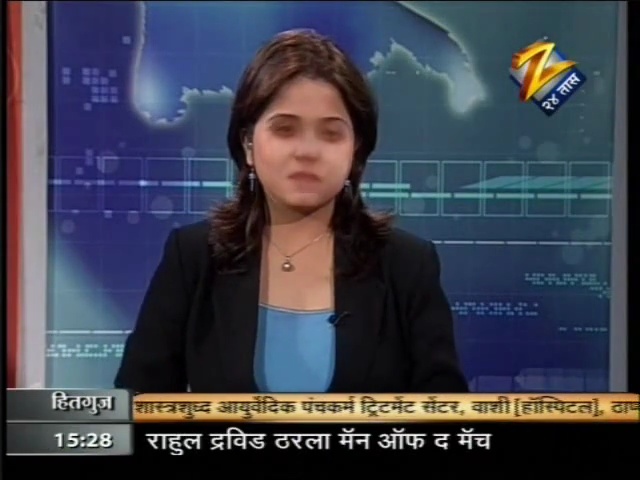 २४ तास
हितगुज
शास्त्रशुध्द आयुर्वेदिक पंचकर्म ट्रिटमेंट सेंटर, वाशी [हॉस्पिटल], ठाण
15:28
राहुल द्रविड ठरला मॅन ऑफ द मॅच